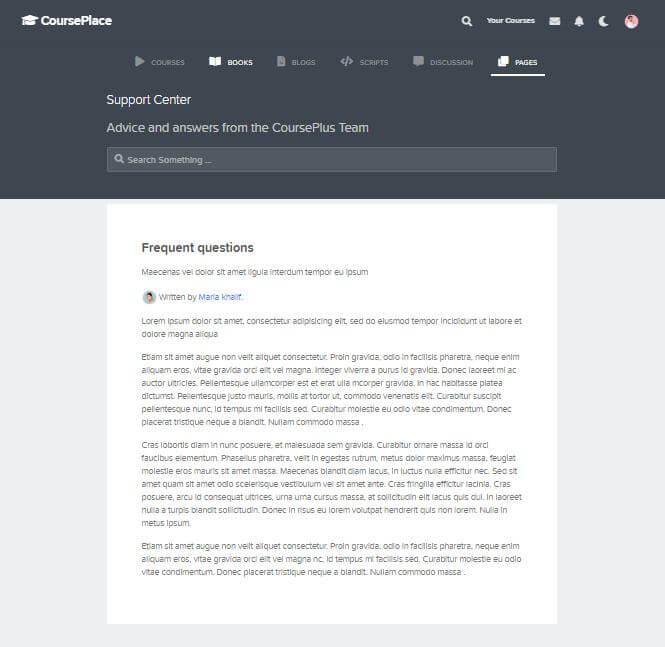 CoursePlace
Your Courses
COURSES BOOKS BLOGS SCRIPTS DISCUSSION PAGES
Support Center
Advice and answers from the CoursePlus Team
Search Something ...
Frequent questions
Maecenas vel dolor sit amet ligula interdum tempor eu ipsum
Written by Maria khalif.
Lorem ipsum dolor sit amet, consectetur adipisicing elit, sed do eiusmod tempor incididunt ut labore et
dolore magna aliqua
Etiam sit amet augue non velit aliquet consectetur. Proin gravida, odio in facilisis pharetra, neque enim
aliquam eros, vitae gravida orci elit vel magna. Integer viverra a purus id gravida. Donec laoreet mi ac
auctor ultricies. Pellentesque ullamcorper est et erat ulla mcorper gravida. In hac habitasse platea
dictumst. Pellentesque justo mauris, mollis at tortor ut, commodo venenatis elit. Curabitur suscipit
pellentesque nunc, id tempus mi facilisis sed. Curabitur molestie eu odio vitae condimentum. Donec
placerat tristique neque a blandit. Nullam commodo massa .
Cras lobortis diam in nunc posuere, et malesuada sem gravida. Curabitur ornare massa id orci
faucibus elementum. Phasellus pharetra, velit in egestas rutrum, metus dolor maximus massa, feugiat
molestie eros mauris sit amet massa. Maecenas blandit diam lacus, in luctus nulla efficitur nec. Sed sit
amet quam sit amet odio scelerisque vestibulum vel sit amet ante. Cras fringilla efficitur lacinia. Cras
posuere, arcu id consequat ultrices, urna urna cursus massa, at sollicitudin elit lacus quis dui. In laoreet
nulla a turpis blandit sollicitudin. Donec in risus eu lorem volutpat hendrerit quis non lorem. Nulla in
metus ipsum.
Etiam sit amet augue non velit aliquet consectetur. Proin gravida, odio in facilisis pharetra, neque enim
aliquam eros, vitae gravida orci elit vel magna nc, id tempus mi facilisis sed. Curabitur molestie eu odio
vitae condimentum. Donec placerat tristique neque a blandit. Nullam commodo massa .